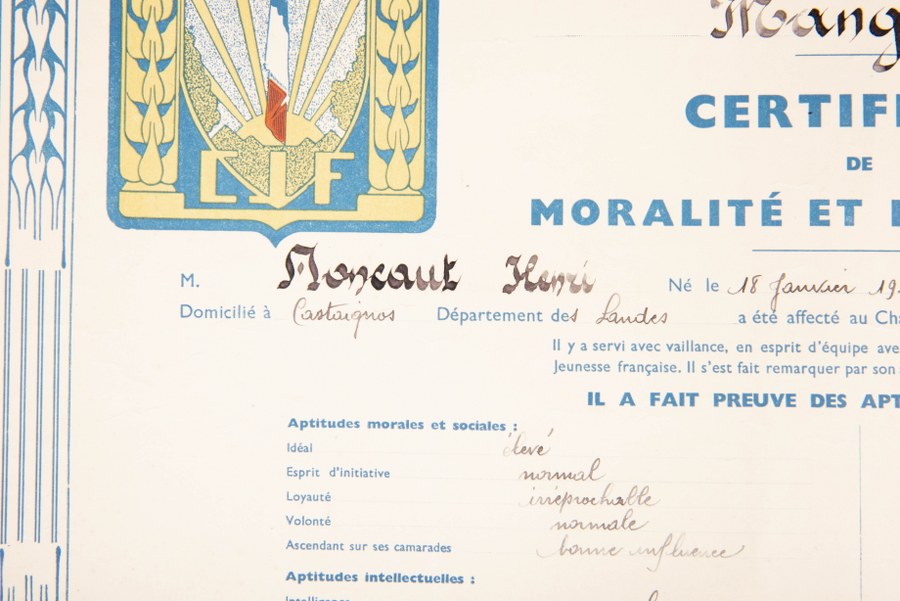 Mang
CERTIF
DE
MORALITÉ ET
CJF
M. Moncaut Henri Né le 18 Janvier 19
Domicilié à Castaignos Département des Landes a été affecté au Cha
Il y a servi avec vaillance, en esprit d'équipe ave
Jeunesse française. Il s'est fait remarquer par son
IL A FAIT PREUVE DES APT
Aptitudes morales et sociales :
Idéal élevé
Esprit d'initiative normal
Loyauté irréprochable
Volonté normale
Ascendant sur ses camarades bonne influence
Aptitudes intellectuelles :